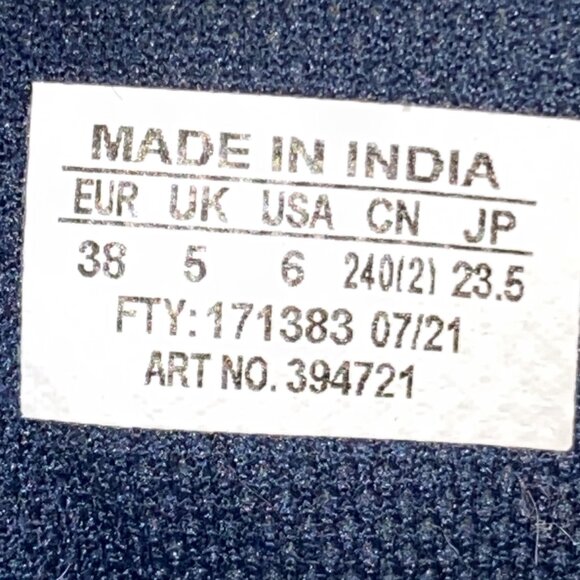 MADE IN INDIA
EUR UK USA CN JP
38 5 6 240(2) 23.5
FTY: 171383 07/21
ART NO. 394721